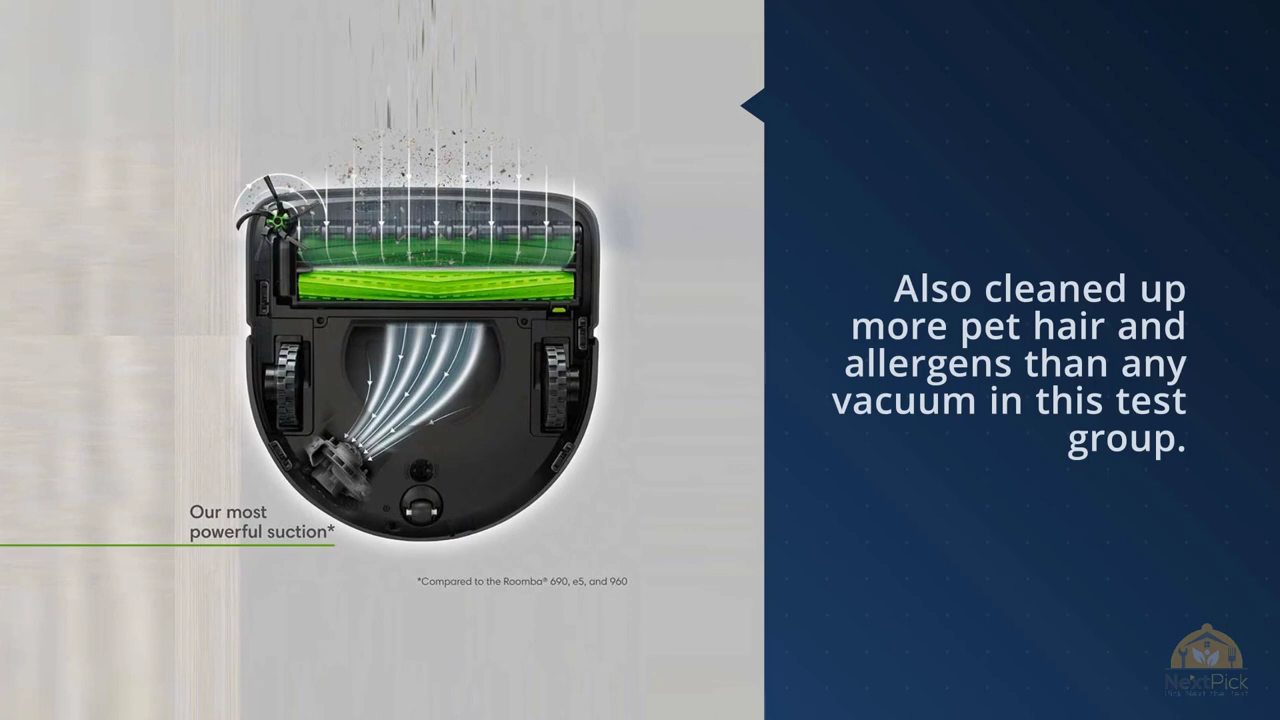 Our most
powerful suction*
*Compared to the Roomba® 690, e5, and 960
Also cleaned up
more pet hair and
allergens than any
vacuum in this test
group.
NextPick